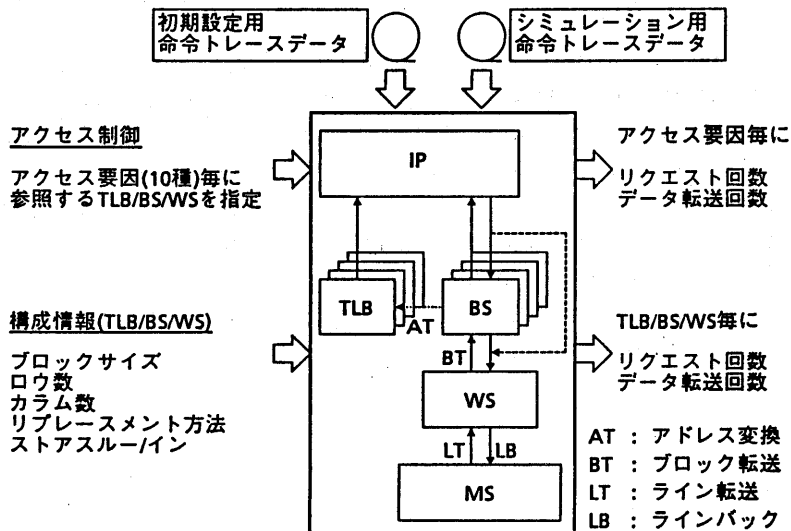 初期設定用
命令トレースデータ
シミュレーション用
命令トレースデータ
アクセス制御
アクセス要因(10種)毎に
参照するTLB/BS/WSを指定
IP
アクセス要因毎に
リクエスト回数
データ転送回数
TLB
AT
BS
構成情報(TLB/BS/WS)
ブロックサイズ
ロウ数
カラム数
リプレースメント方法
ストアスルー/イン
BT
WS
LT
LB
MS
TLB/BS/WS毎に
リクエスト回数
データ転送回数
AT : アドレス変換
BT : ブロック転送
LT : ライン転送
LB : ラインバック